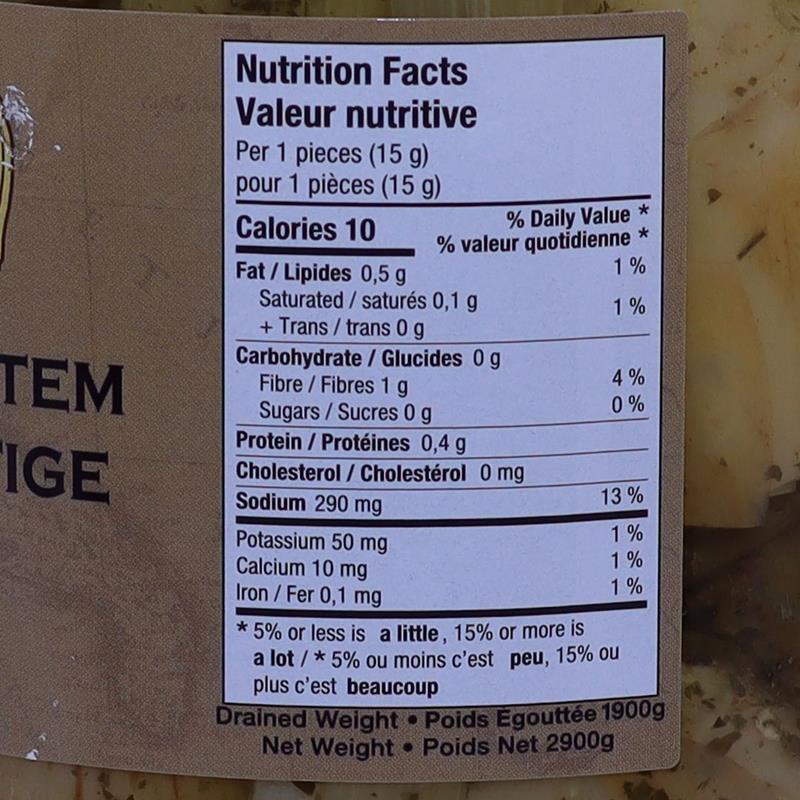 TEM
IGE
Nutrition Facts
Valeur nutritive
Per 1 pieces (15 g)
pour 1 pièces (15 g)
Calories 10
% Daily Value *
% valeur quotidienne *
Fat / Lipides 0,5 g 1 %
Saturated / saturés 0,1 g
+ Trans / trans 0 g 1 %
Carbohydrate / Glucides 0 g
Fibre / Fibres 1 g 4 %
Sugars / Sucres 0 g 0 %
Protein / Protéines 0,4 g
Cholesterol / Cholestérol 0 mg
Sodium 290 mg 13 %
Potassium 50 mg 1 %
Calcium 10 mg 1 %
Iron / Fer 0,1 mg 1 %
* 5% or less is a little, 15% or more is
a lot / * 5% ou moins c'est peu, 15% ou
plus c'est beaucoup
Drained Weight • Poids Égouttée 1900g
Net Weight • Poids Net 2900g